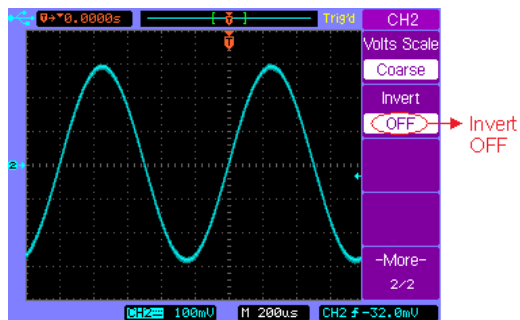 0.0000s Trig'd CH2
Volts Scale
Coarse
Invert
OFF
Invert
OFF
2
-More-
2/2
CH2 100mV M 200us CH2 -32.0mV